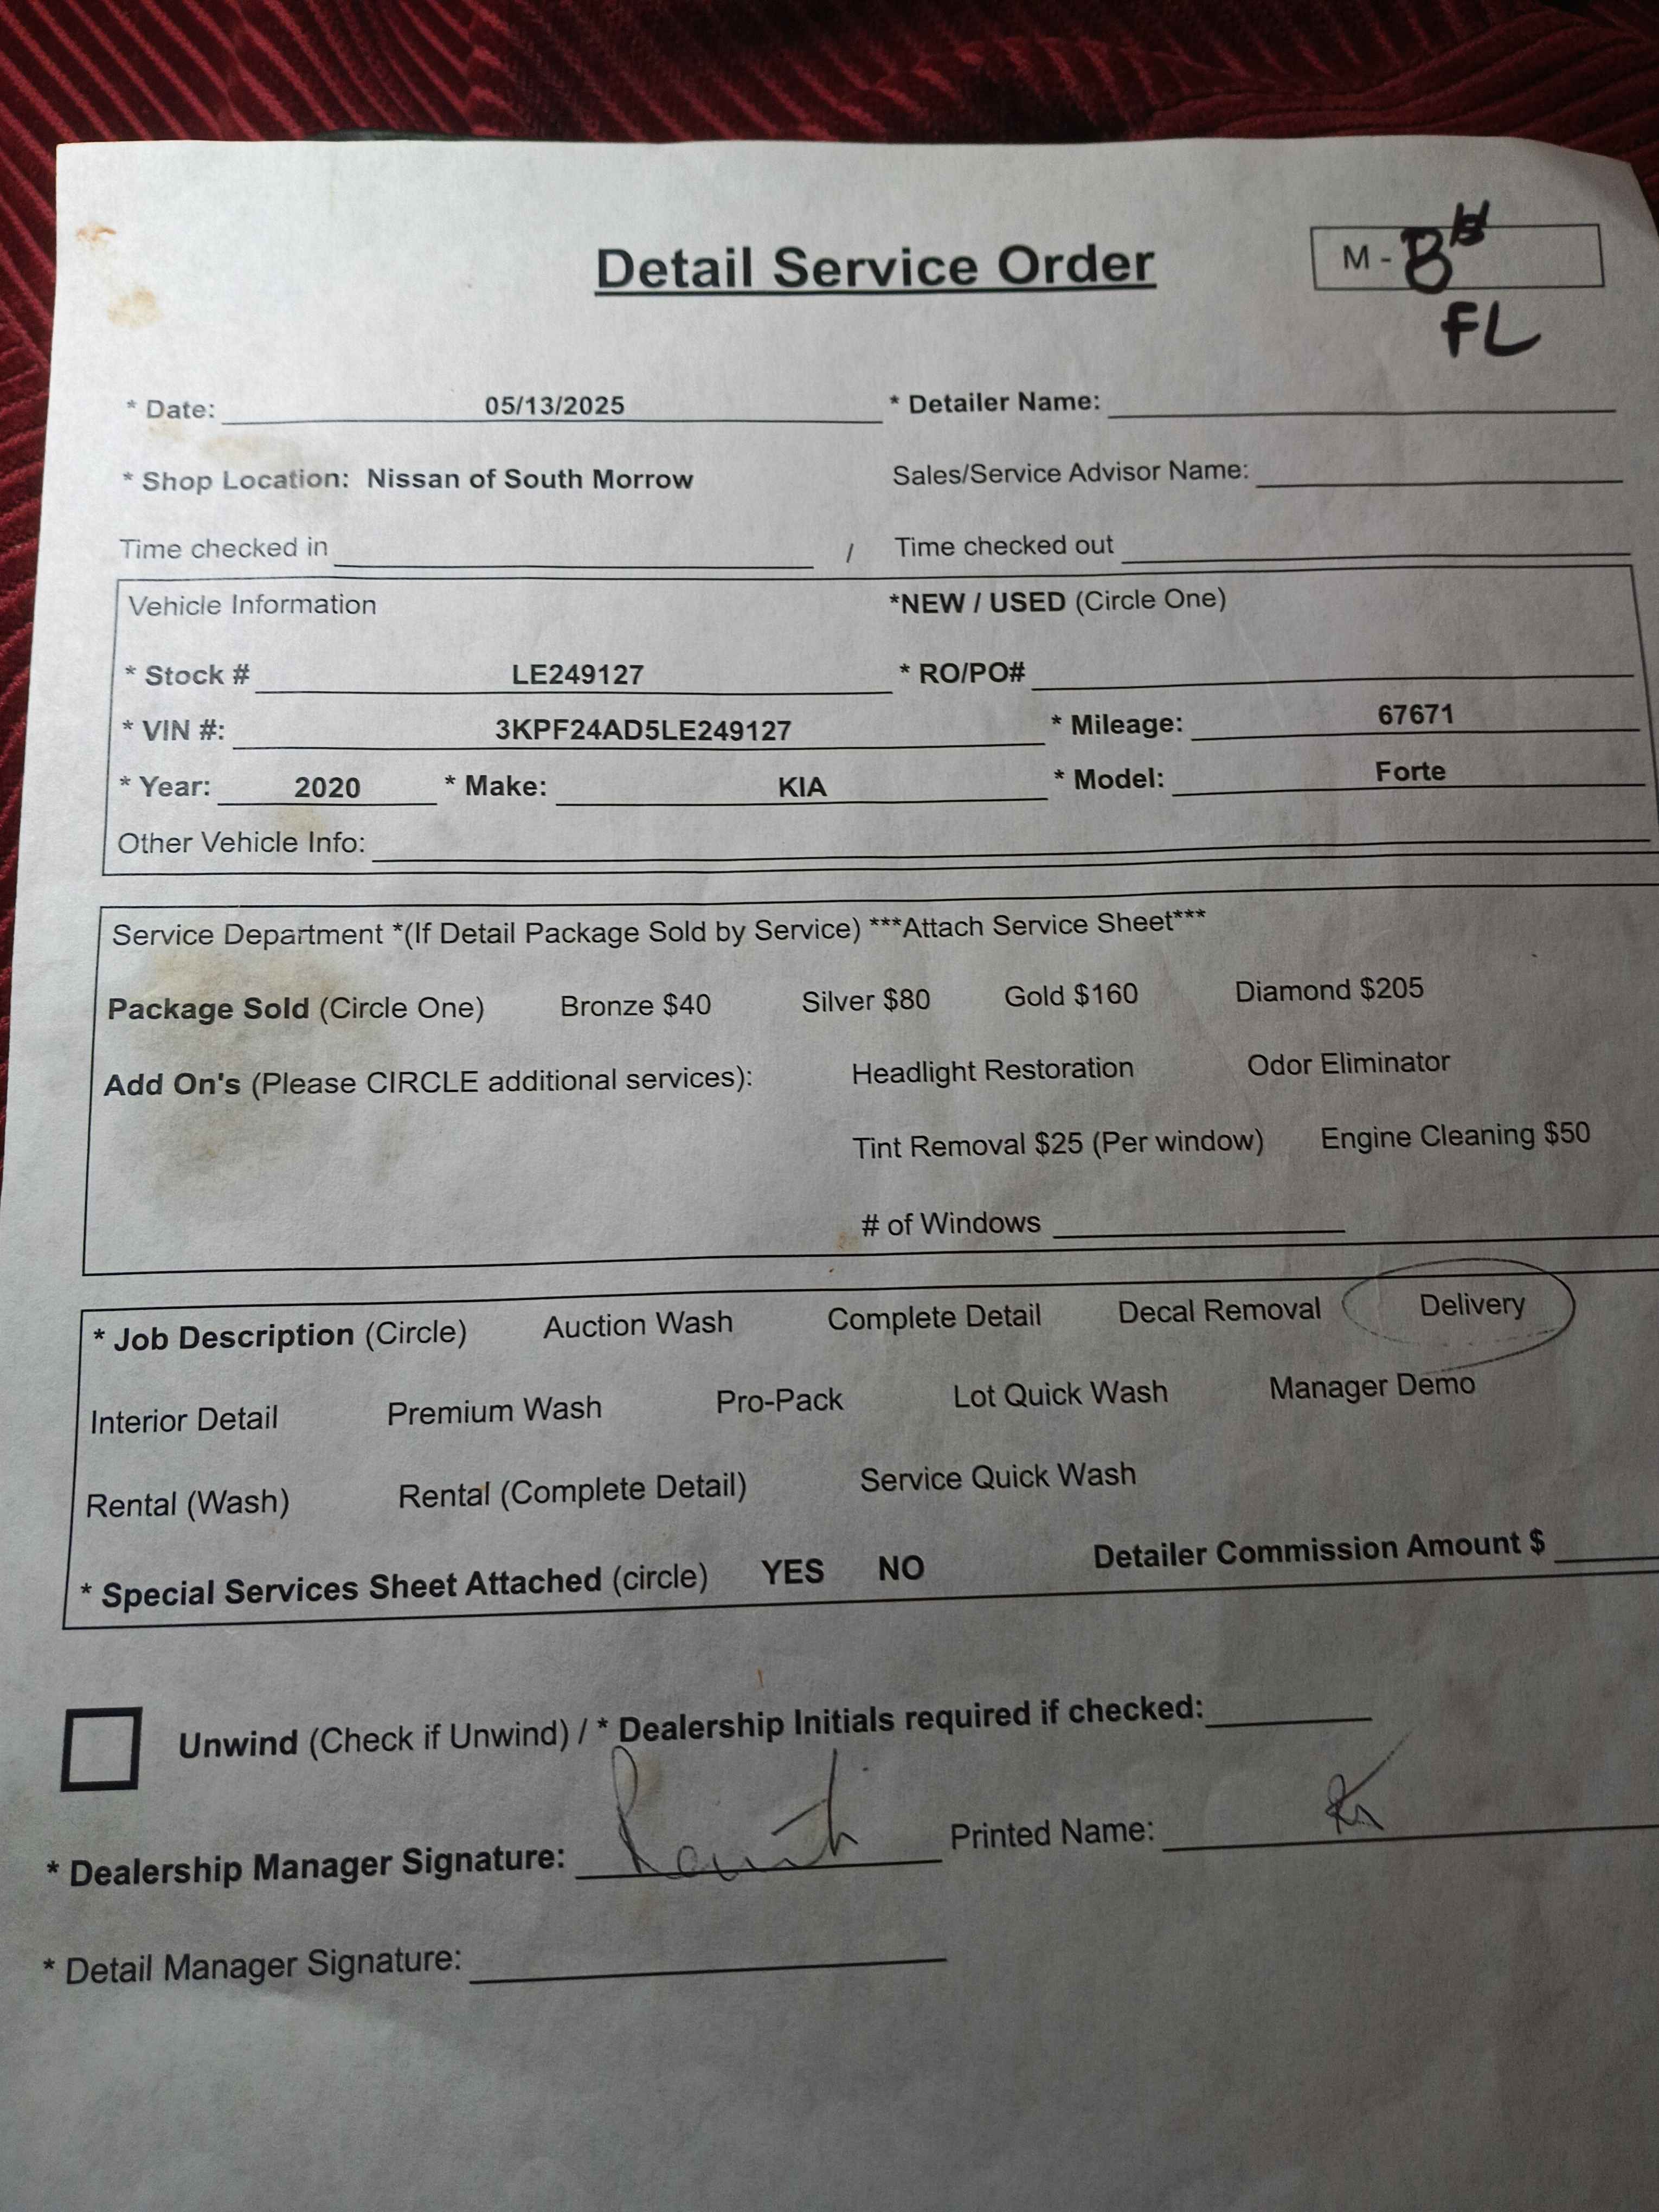 Detail Service Order
M - B
FL
* Date: 05/13/2025 * Detailer Name:
* Shop Location: Nissan of South Morrow Sales/Service Advisor Name:
Time checked in / Time checked out
Vehicle Information *NEW / USED (Circle One)
* Stock # LE249127 * RO/PO#
* VIN #: 3KPF24AD5LE249127 * Mileage: 67671
* Year: 2020 * Make: KIA * Model: Forte
Other Vehicle Info:
Service Department *(If Detail Package Sold by Service) ***Attach Service Sheet***
Package Sold (Circle One) Bronze $40 Silver $80 Gold $160 Diamond $205
Add On's (Please CIRCLE additional services): Headlight Restoration Odor Eliminator
Tint Removal $25 (Per window) Engine Cleaning $50
# of Windows
* Job Description (Circle) Auction Wash Complete Detail Decal Removal Delivery
Interior Detail Premium Wash Pro-Pack Lot Quick Wash Manager Demo
Rental (Wash) Rental (Complete Detail) Service Quick Wash
* Special Services Sheet Attached (circle) YES NO Detailer Commission Amount $
Unwind (Check if Unwind) / * Dealership Initials required if checked:
* Dealership Manager Signature: Printed Name:
* Detail Manager Signature: